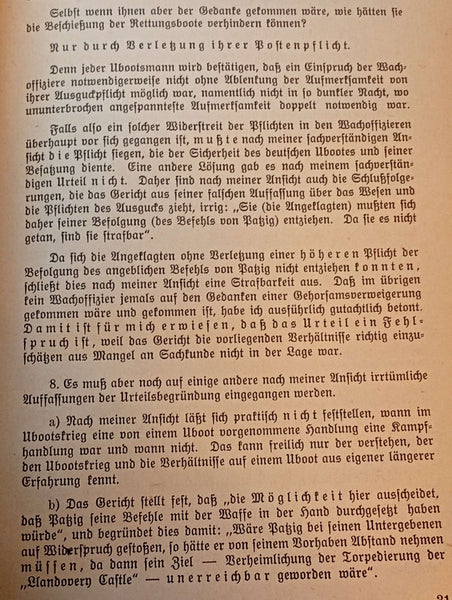 Selbst wenn ihnen aber der Gedanke gekommen wäre, wie hätten sie
die Beschießung der Rettungsboote verhindern können?
Nur durch Verletzung ihrer Postenpflicht.
Denn jeder Ubootsmann wird bestätigen, daß ein Einspruch der Wach-
offiziere notwendigerweise nicht ohne Ablenkung der Aufmerksamkeit von
ihrer Ausguckpflicht möglich war, namentlich nicht in so dunkler Nacht, wo
ununterbrochen angespannteste Aufmerksamkeit doppelt notwendig war.
Falls also ein solcher Widerstreit der Pflichten in den Wachoffizieren
überhaupt vor sich gegangen ist, mußte nach meiner sachverständigen An-
sicht die Pflicht siegen, die der Sicherheit des deutschen Ubootes und seiner
Besatzung diente. Eine andere Lösung gab es nach meinem sachverstän-
digen Urteil nicht. Daher sind nach meiner Ansicht auch die Schlußfolge-
rungen, die das Gericht aus seiner falschen Auffassung über das Wesen und
die Pflichten des Ausgucks zieht, irrig: „Sie (die Angeklagten) mußten sich
daher seiner Befolgung (des Befehls von Patzig) entziehen. Da sie es nicht
getan, sind sie strafbar“.
Da sich die Angeklagten ohne Verletzung einer höheren Pflicht der
Befolgung des angeblichen Befehls von Patzig nicht entziehen konnten,
schließt dies nach meiner Ansicht eine Strafbarkeit aus. Daß im übrigen
kein Wachoffizier jemals auf den Gedanken einer Gehorsamsverweigerung
gekommen wäre und gekommen ist, habe ich ausführlich gutachtlich betont.
Damit ist für mich erwiesen, daß das Urteil ein Fehl-
spruch ist, weil das Gericht die vorliegenden Verhältnisse richtig einzu-
schätzen aus Mangel an Sachkunde nicht in der Lage war.
8. Es muß aber noch auf einige andere nach meiner Ansicht irrtümliche
Auffassungen der Urteilsbegründung eingegangen werden.
a) Nach meiner Ansicht läßt sich praktisch nicht feststellen, wann im
Ubootskrieg eine von einem Uboot vorgenommene Handlung eine Kampf-
handlung war und wann nicht. Das kann freilich nur der verstehen, der
den Ubootskrieg und die Verhältnisse auf einem Uboot aus eigener längerer
Erfahrung kennt.
b) Das Gericht stellt fest, daß „die Möglichkeit hier ausscheidet,
daß Patzig seine Befehle mit der Waffe in der Hand durchgesetzt haben
würde“, und begründet dies damit: „Wäre Patzig bei seinen Untergebenen
auf Widerspruch gestoßen, so hätte er von seinem Vorhaben Abstand nehmen
müssen, da dann sein Ziel — Verheimlichung der Torpedierung der
„Llandovery Castle“ — unerreichbar geworden wäre“.
21